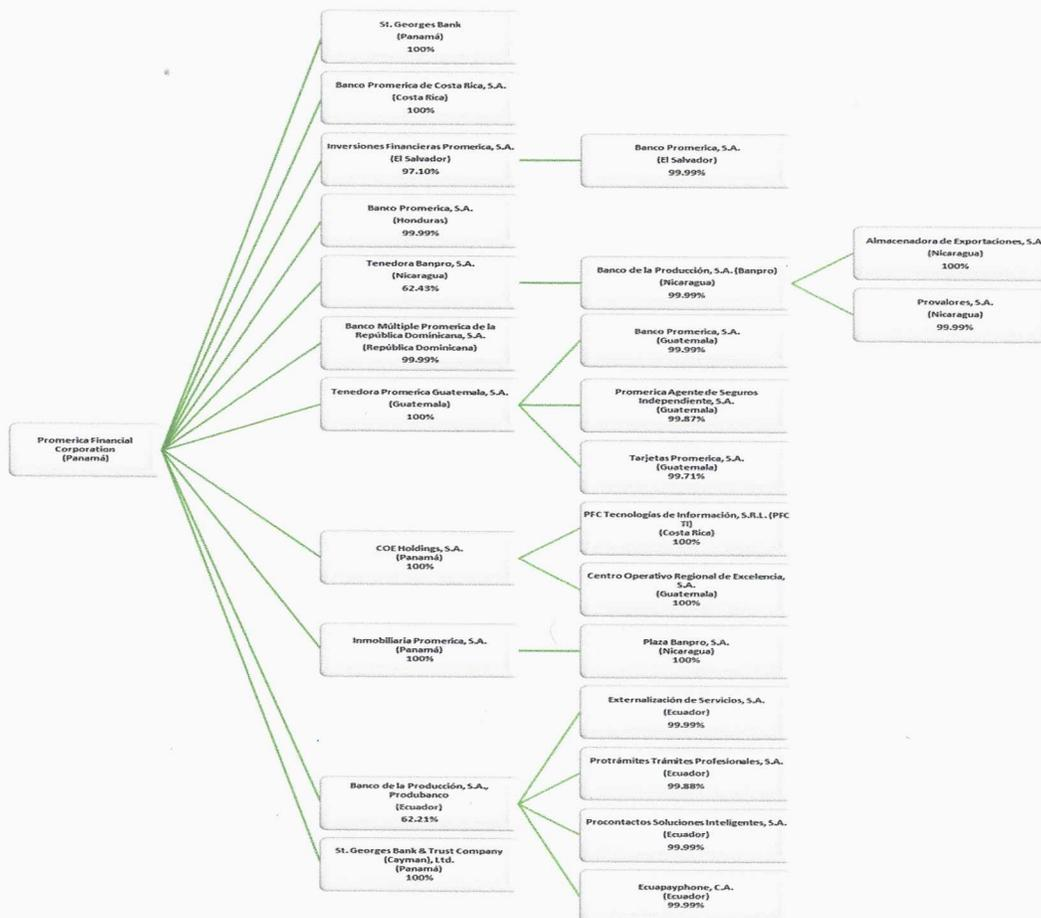 Promerica Financial
Corporation
(Panamá)
St. Georges Bank
(Panamá)
100%
Banco Promerica de Costa Rica, S.A.
(Costa Rica)
100%
Inversiones Financieras Promerica, S.A.
(El Salvador)
97.10%
Banco Promerica, S.A.
(El Salvador)
99.99%
Banco Promerica, S.A.
(Honduras)
99.99%
Tenedora Banpro, S.A.
(Nicaragua)
62.43%
Banco de la Producción, S.A. (Banpro)
(Nicaragua)
99.99%
Almacenadora de Exportaciones, S.A
(Nicaragua)
100%
Provalores, S.A.
(Nicaragua)
99.99%
Banco Múltiple Promerica de la
República Dominicana, S.A.
(República Dominicana)
99.99%
Tenedora Promerica Guatemala, S.A.
(Guatemala)
100%
Banco Promerica, S.A.
(Guatemala)
99.99%
Promerica Agente de Seguros
Independiente, S.A.
(Guatemala)
99.87%
Tarjetas Promerica, S.A.
(Guatemala)
99.71%
COE Holdings, S.A.
(Panamá)
100%
PFC Tecnologías de Información, S.R.L. (PFC
TI)
(Costa Rica)
100%
Centro Operativo Regional de Excelencia,
S.A.
(Guatemala)
100%
Inmobiliaria Promerica, S.A.
(Panamá)
100%
Plaza Banpro, S.A.
(Nicaragua)
100%
Banco de la Producción, S.A.,
Produbanco
(Ecuador)
62.21%
Externalización de Servicios, S.A.
(Ecuador)
99.99%
Protrámites Trámites Profesionales, S.A.
(Ecuador)
99.88%
Procontactos Soluciones Inteligentes, S.A.
(Ecuador)
99.99%
Ecuapayphone, C.A.
(Ecuador)
99.99%
St. Georges Bank & Trust Company
(Cayman), Ltd.
(Panamá)
100%